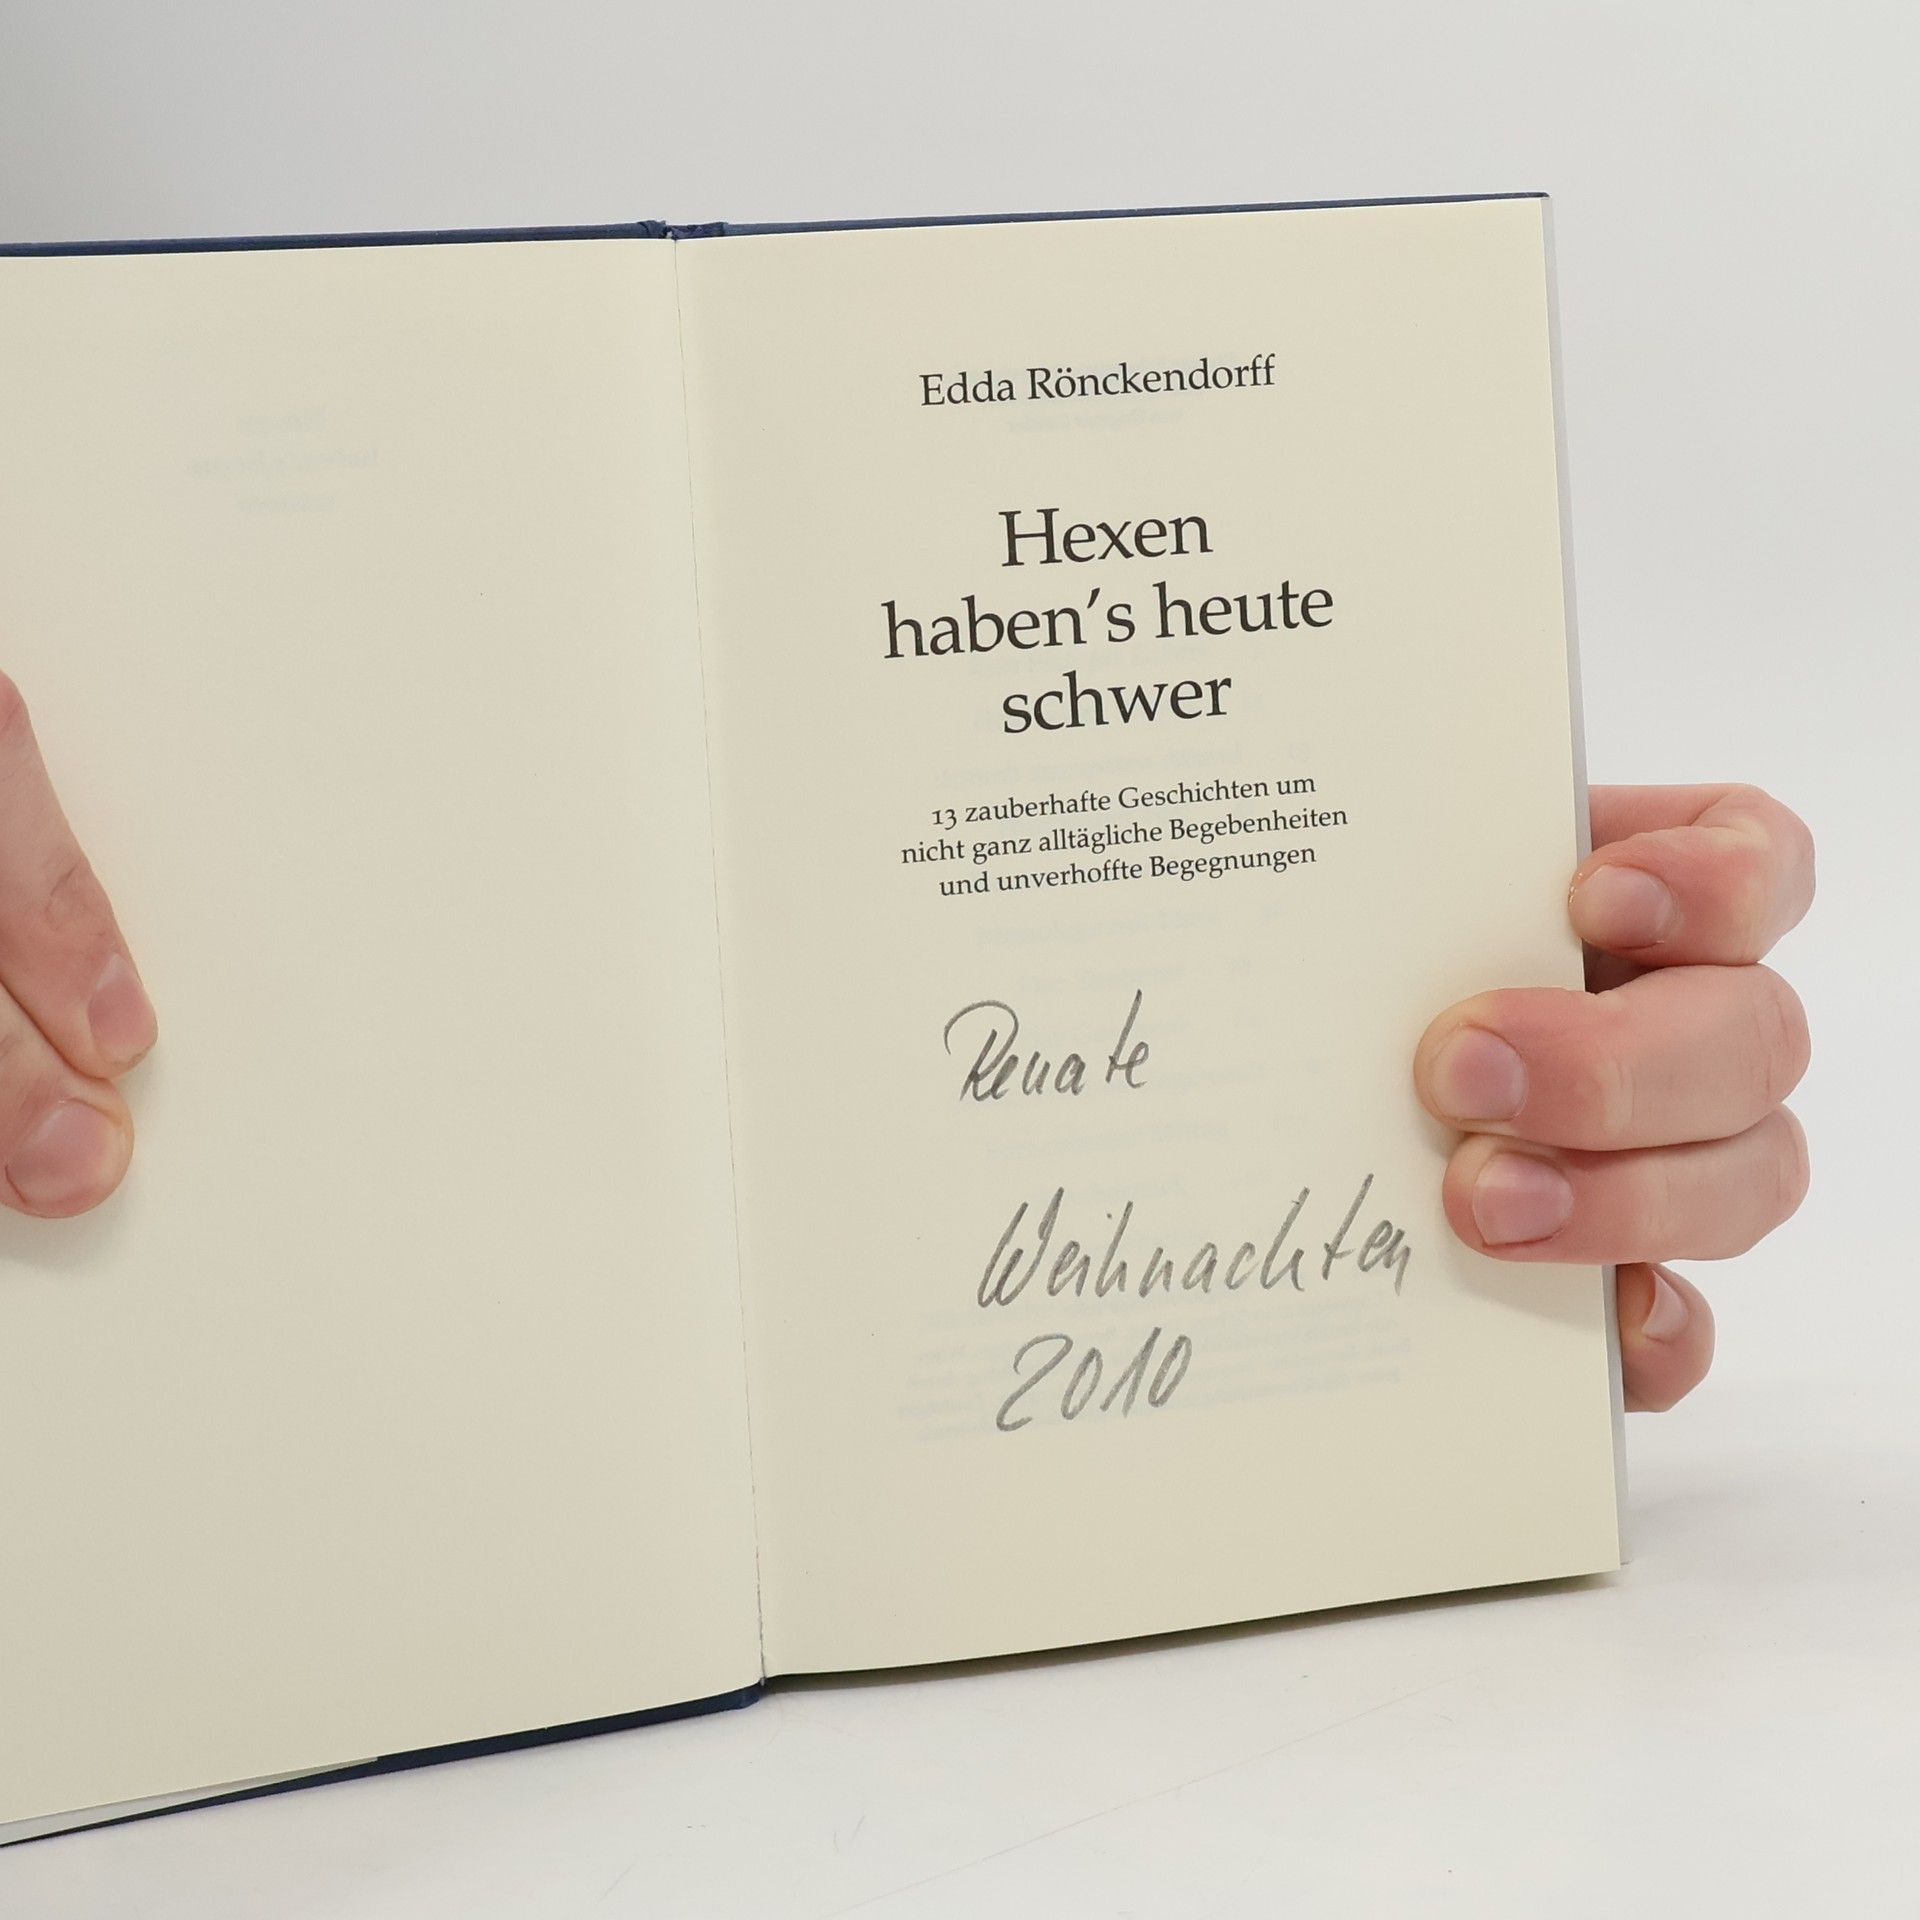 Edda Rönckendorff
Hexen
haben's heute
schwer
13 zauberhafte Geschichten um
nicht ganz alltägliche Begebenheiten
und unverhoffte Begegnungen
Renate
Weihnachten
2010